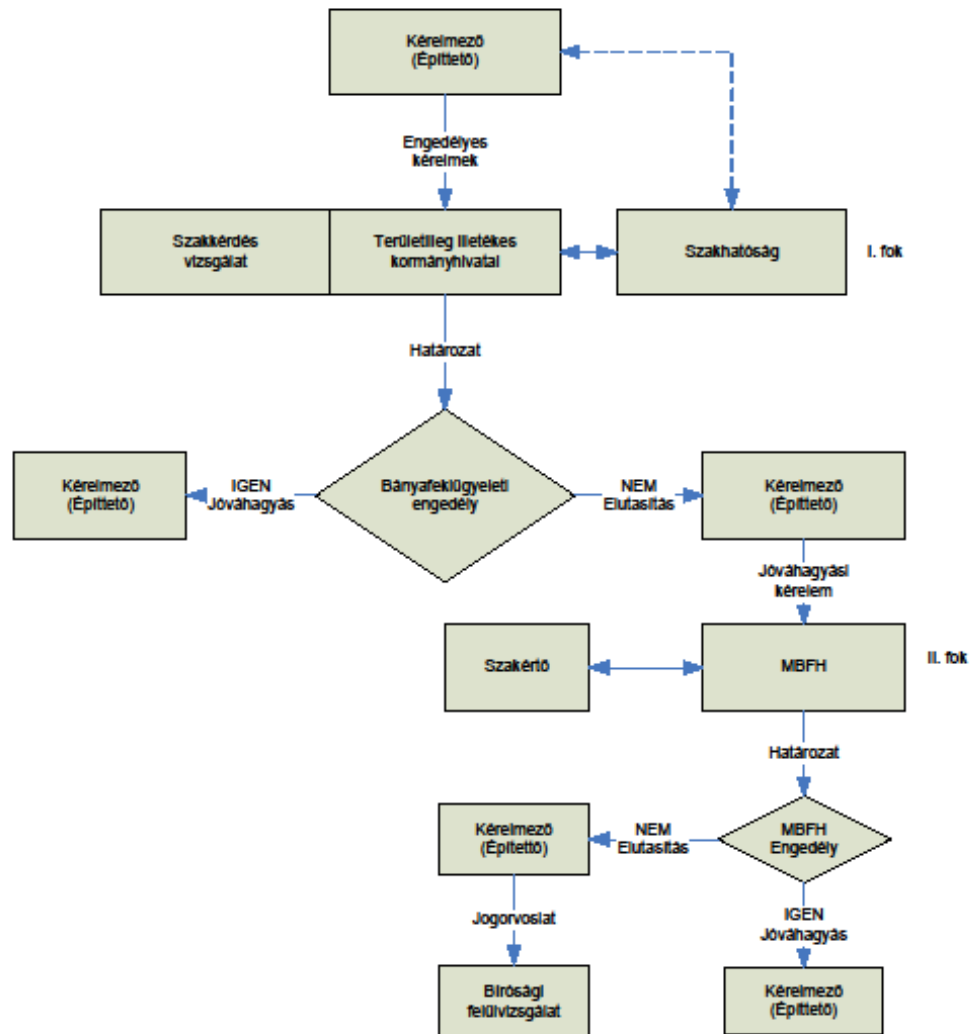 Kérelmező
(Építtető)
Engedélyes
kérelmek
Szakkérdés
vizsgálat
Területileg illetékes
kormányhivatal
Szakhatóság
I. fok
Határozat
Kérelmező
(Építtető)
IGEN
Jóváhagyás
Bányafeklügyeleti
engedély
NEM
Elutasítás
Kérelmező
(Építtető)
Jóváhagyási
kérelem
Szakértő
MBFH
II. fok
Határozat
Kérelmező
(Építettő)
NEM
Elutasítás
MBFH
Engedély
Jogorvoslat
IGEN
Jóváhagyás
Bírósági
felülvizsgálat
Kérelmező
(Építtető)